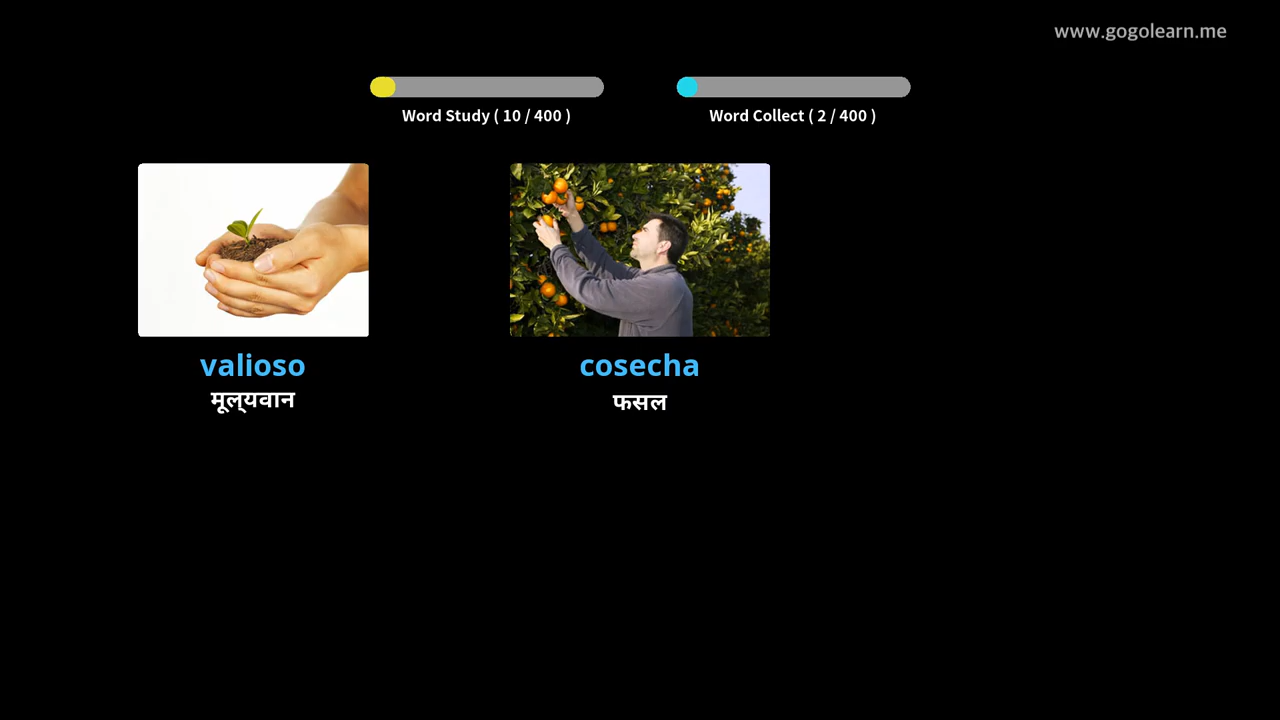 www.gogolearn.me
Word Study ( 10 / 400 )
Word Collect ( 2 / 400 )
valioso
मूल्यवान
cosecha
फसल